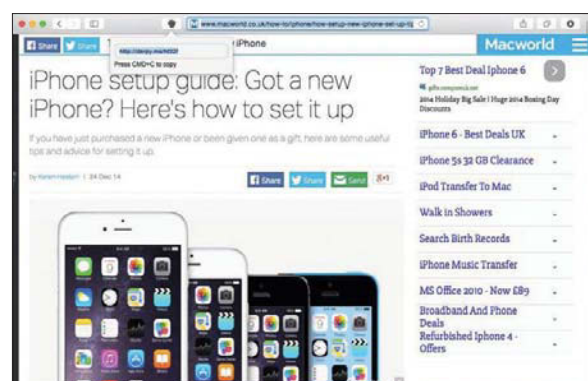 www.macworld.co.uk/how-to/iphone/how-setup-new-iphone-set-up-tip
Share
Share
iPhone
Macworld
Press CMD+C to copy
iPhone setup guide: Got a new
iPhone? Here's how to set it up
If you have just purchased a new iPhone or been given one as a gift, here are some useful
tips and advice for setting it up.
by Karen Haslam | 24 Dec 14
Share
Share
Send
g+1
Top 7 Best Deal Iphone 6
2014 Holiday Big Sale ! Huge 2014 Boxing Day
Discounts
iPhone 6 - Best Deals UK
iPhone 5s 32 GB Clearance
iPod Transfer To Mac
Walk in Showers
Search Birth Records
iPhone Music Transfer
MS Office 2010 - Now £89
Broadband And Phone
Deals
Refurbished Iphone 4 -
Offers